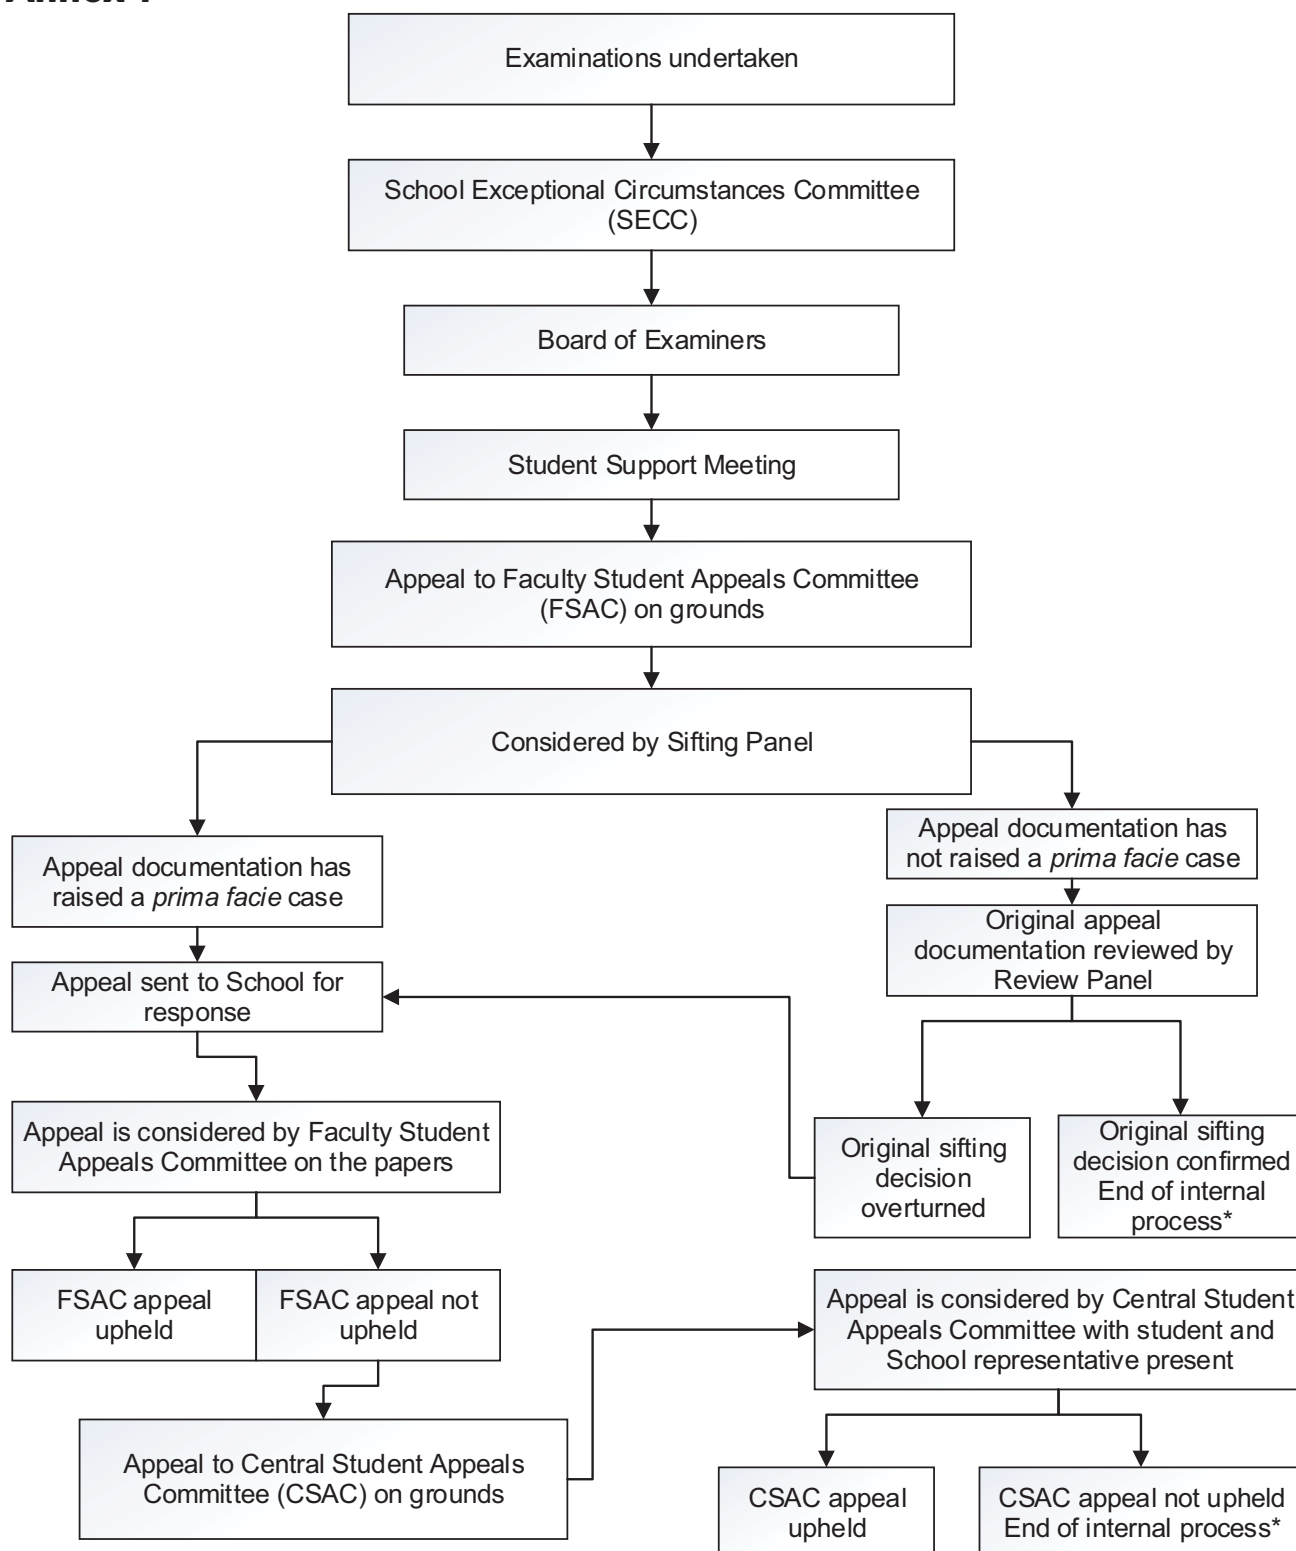 Examinations undertaken
School Exceptional Circumstances Committee
(SECC)
Board of Examiners
Student Support Meeting
Appeal to Faculty Student Appeals Committee
(FSAC) on grounds
Considered by Sifting Panel
Appeal documentation has
raised a prima facie case
Appeal documentation has
not raised a prima facie case
Original appeal
documentation reviewed by
Review Panel
Appeal sent to School for
response
Appeal is considered by Faculty Student
Appeals Committee on the papers
Original sifting
decision
overturned
Original sifting
decision confirmed
End of internal
process*
FSAC appeal
upheld
FSAC appeal not
upheld
Appeal is considered by Central Student
Appeals Committee with student and
School representative present
Appeal to Central Student Appeals
Committee (CSAC) on grounds
CSAC appeal
upheld
CSAC appeal not upheld
End of internal process*